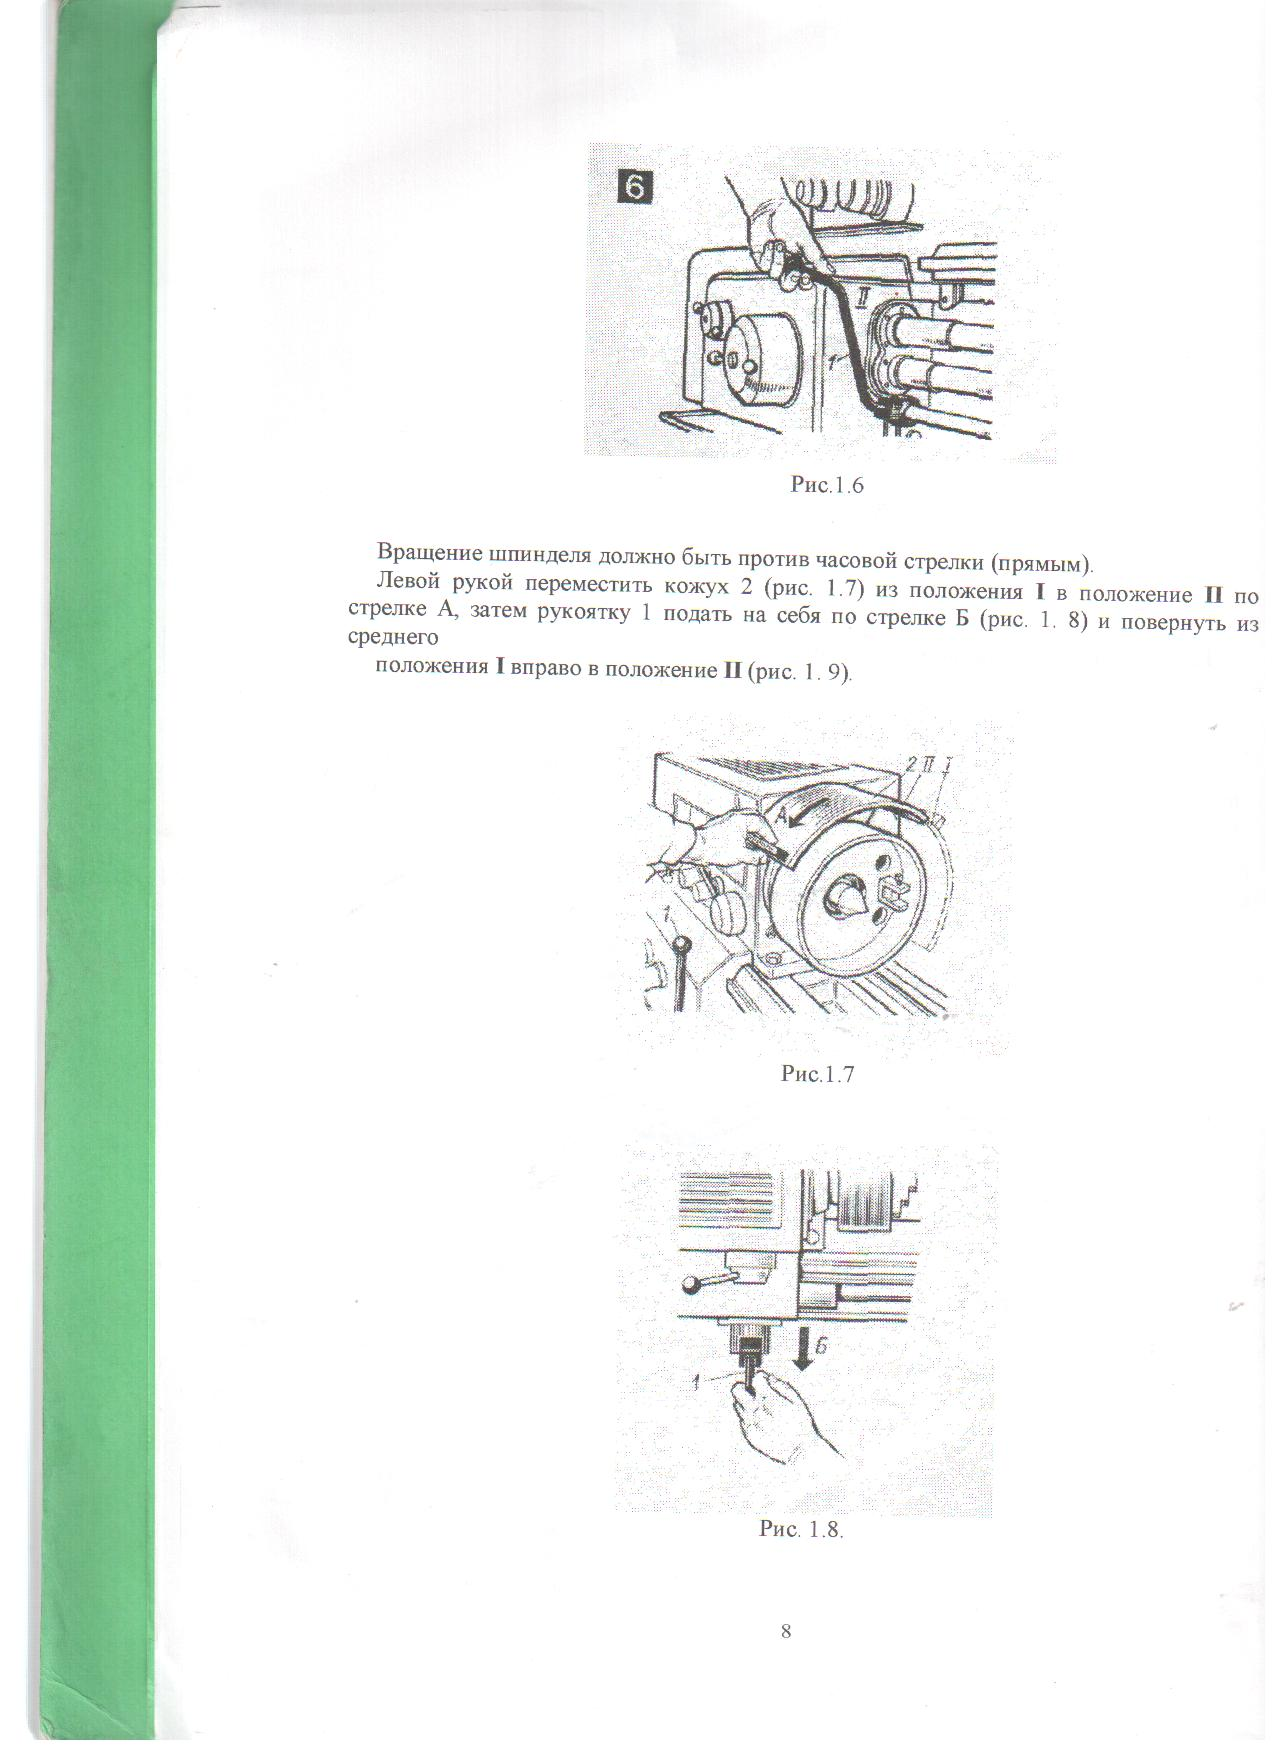 6
II
1
Рис.1.6
Вращение шпинделя должно быть против часовой стрелки (прямым).
Левой рукой переместить кожух 2 (рис. 1.7) из положения I в положение II по
стрелке А, затем рукоятку 1 подать на себя по стрелке Б (рис. 1. 8) и повернуть из
среднего
положения I вправо в положение II (рис. 1. 9).
2 II I
А
1
Рис.1.7
Б
1
Рис. 1.8.
8